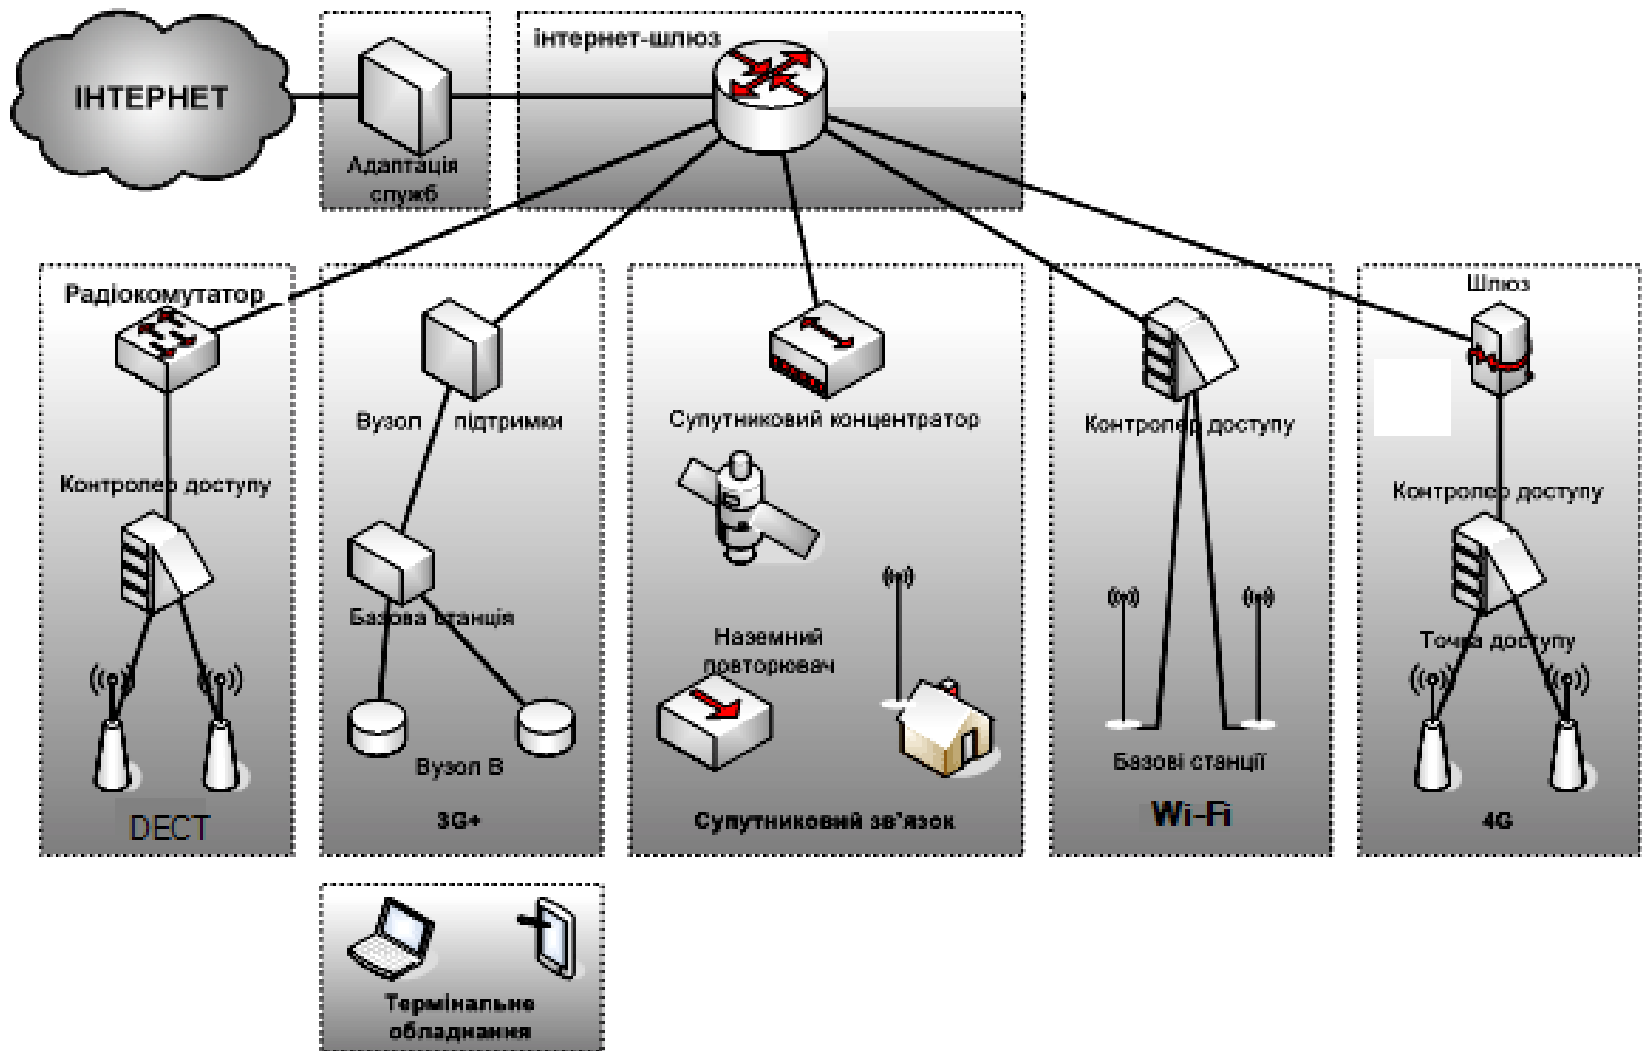 ІНТЕРНЕТ
Адаптація
служб
інтернет-шлюз
Радіокомутатор
Контролер доступу
DECT
Вузол підтримки
Базова станція
Вузол В
3G+
Супутниковий концентратор
Наземний
повторювач
Супутниковий зв'язок
Контролер доступу
Базові станції
Wi-Fi
Шлюз
Контролер доступу
Точка доступу
4G
Термінальне
обладнання